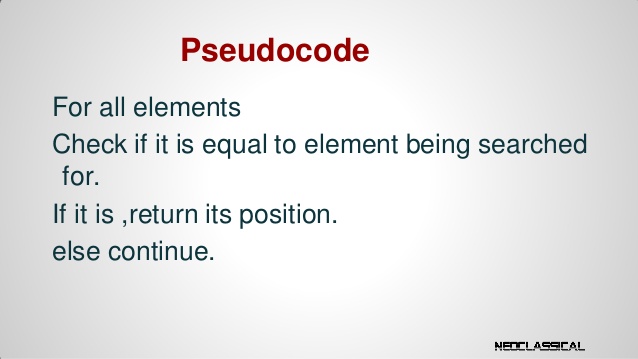 Pseudocode
For all elements
Check if it is equal to element being searched
for.
If it is ,return its position.
else continue.
NEOCLASSICAL